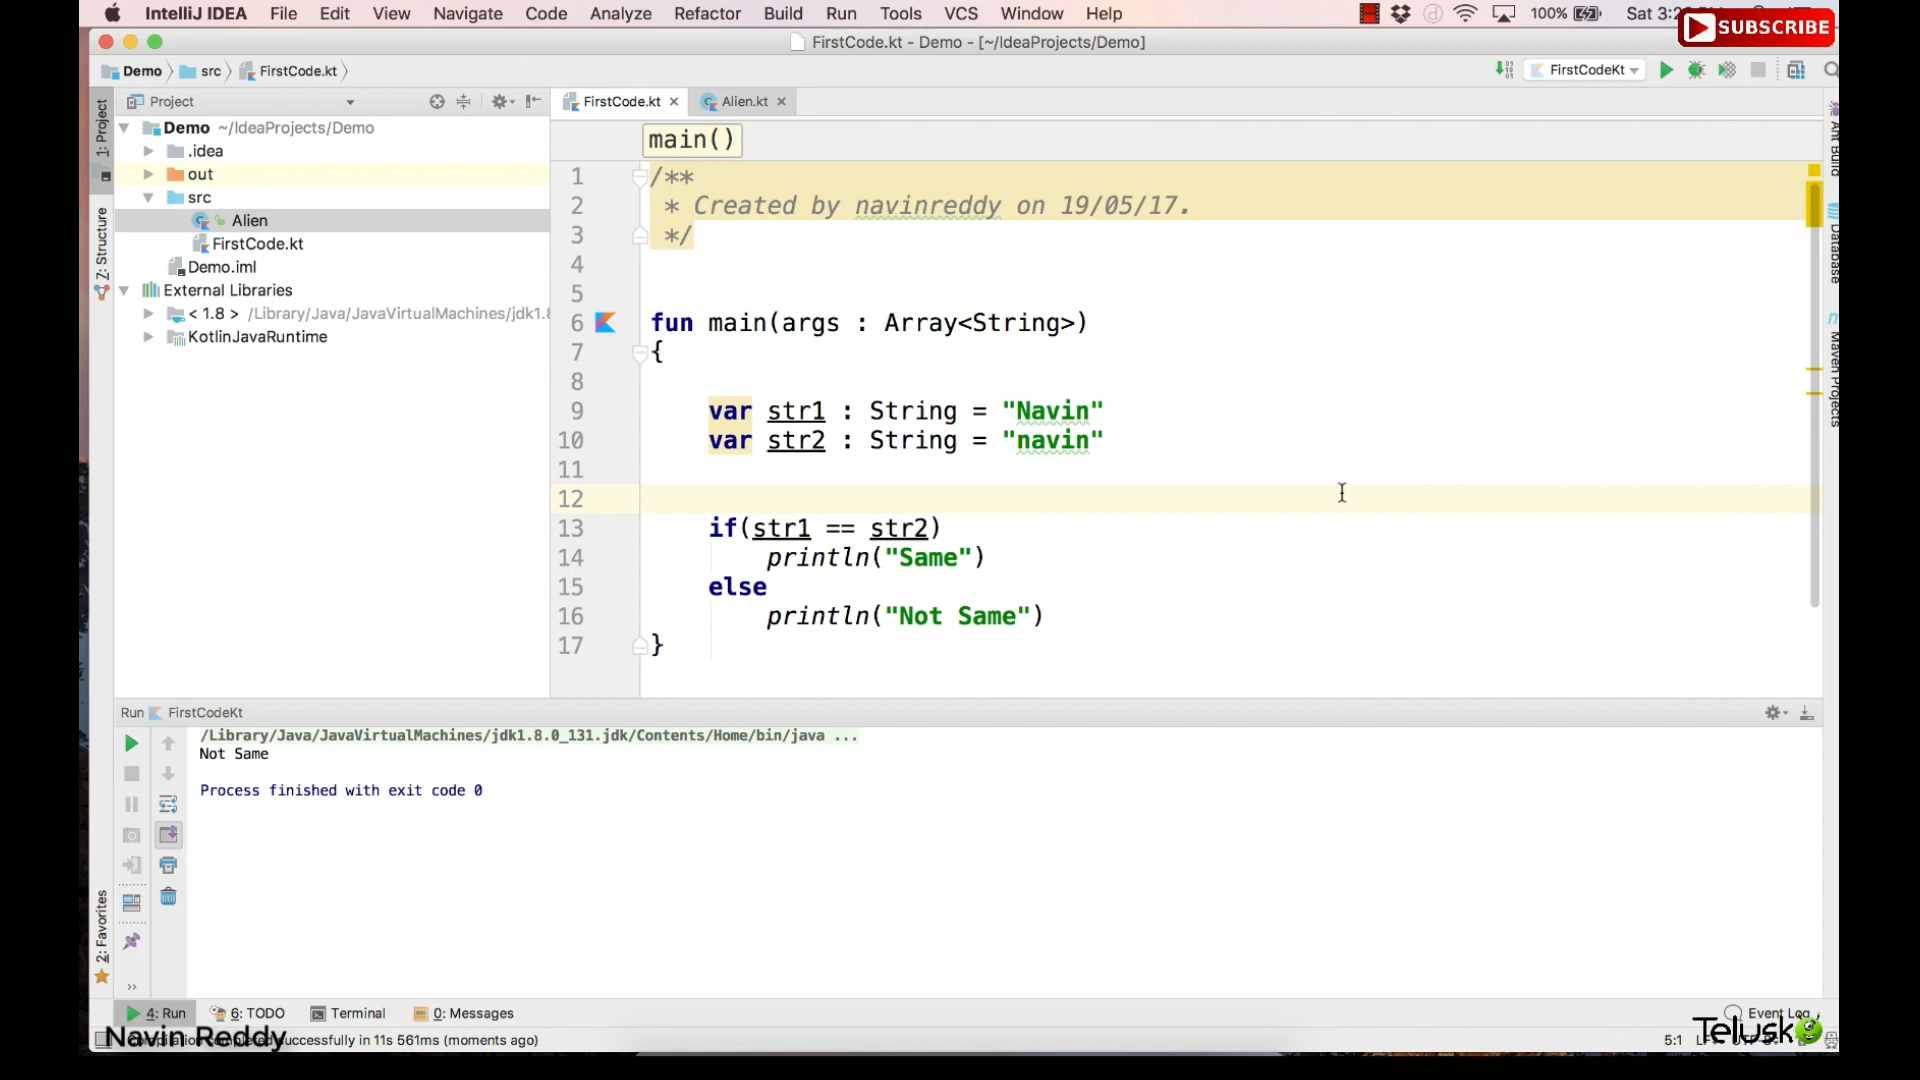 IntelliJ IDEA File Edit View Navigate Code Analyze Refactor Build Run Tools VCS Window Help 100% Sat
SUBSCRIBE
FirstCode.kt - Demo - [~/IdeaProjects/Demo]
Demo src FirstCode.kt FirstCodeKt
1: Project
Z: Structure
2: Favorites
Project
Demo ~/IdeaProjects/Demo
.idea
out
src
Alien
FirstCode.kt
Demo.iml
External Libraries
< 1.8 > /Library/Java/JavaVirtualMachines/jdk1.8
KotlinJavaRuntime
FirstCode.kt Alien.kt
main()
1 /**
2 * Created by navinreddy on 19/05/17.
3 */
4
5
6 fun main(args : Array<String>)
7 {
8
9 var str1 : String = "Navin"
10 var str2 : String = "navin"
11
12
13 if(str1 == str2)
14 println("Same")
15 else
16 println("Not Same")
17 }
Ant Build
Database
Maven Projects
Run FirstCodeKt
/Library/Java/JavaVirtualMachines/jdk1.8.0_131.jdk/Contents/Home/bin/java ...
Not Same
Process finished with exit code 0
4: Run 6: TODO Terminal 0: Messages Event Log
Navin Reddy
Telusko
successfully in 11s 561ms (moments ago) 5:1